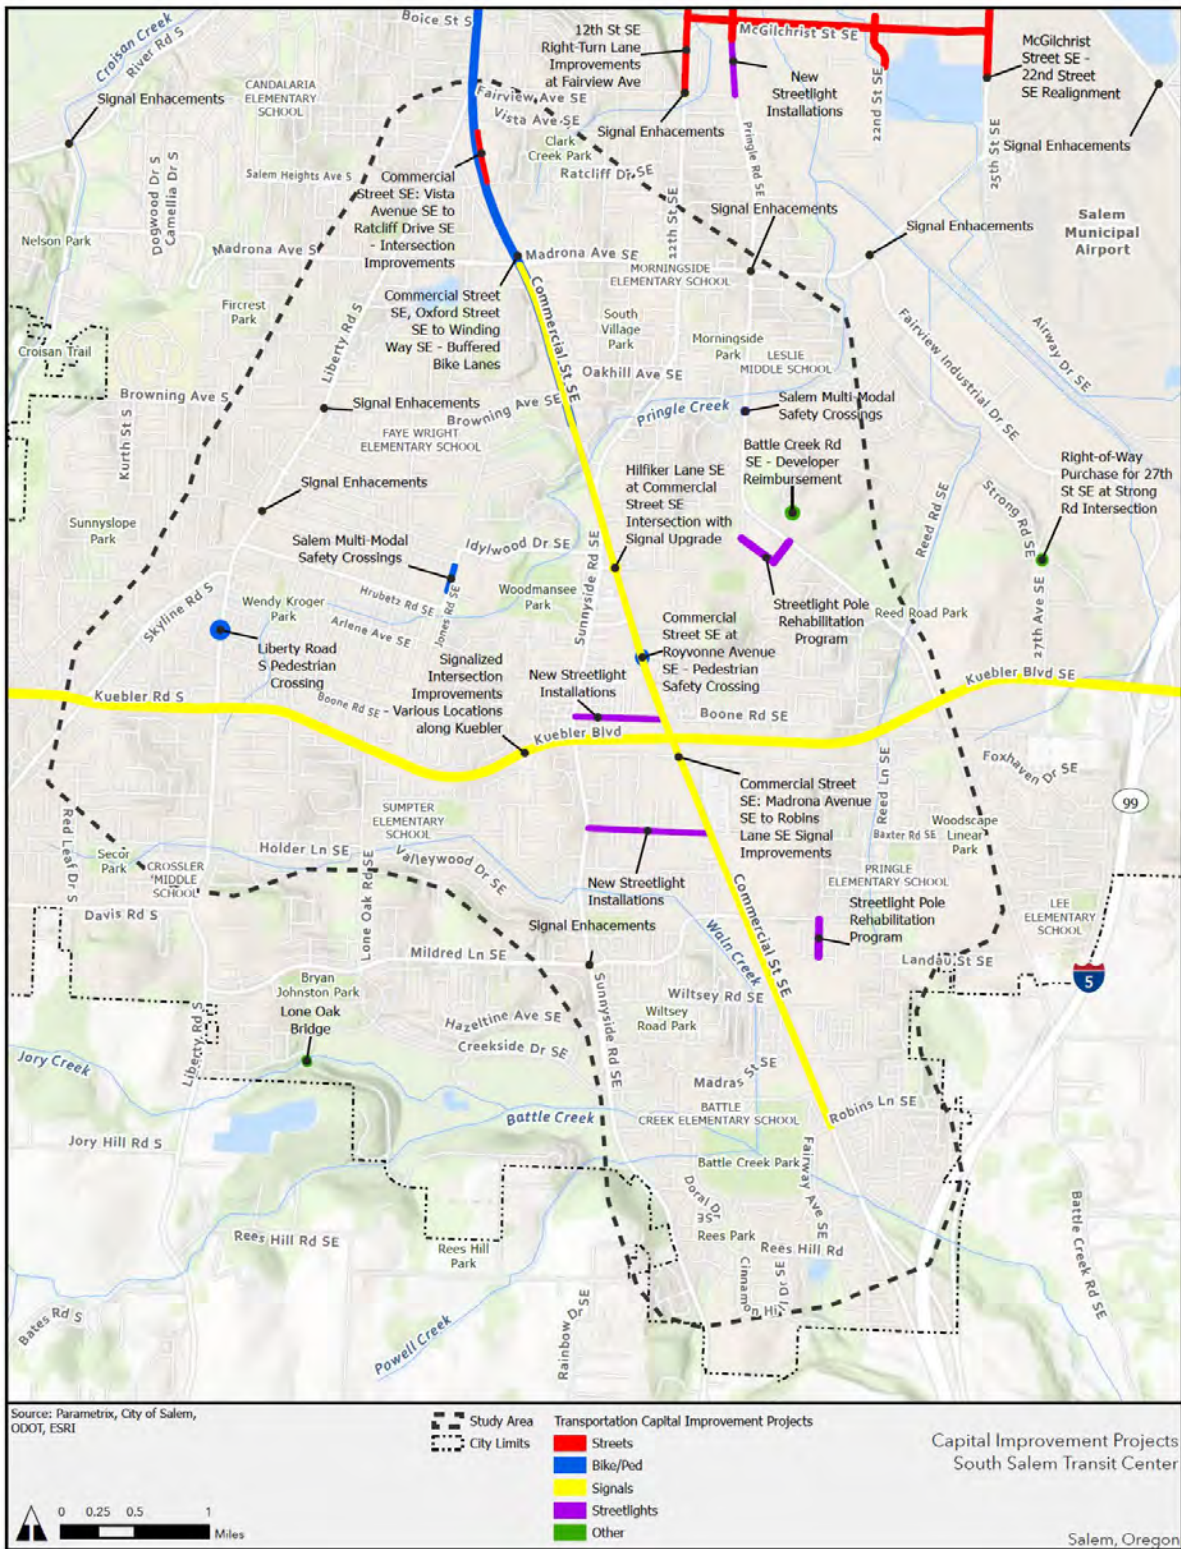 Boice St S
Croisan Creek
River Rd S
12th St SE
Right-Turn Lane
Improvements
at Fairview Ave
McGilchrist St SE
McGilchrist
Street SE -
22nd Street
SE Realignment
New
Streetlight
Installations
22nd St SE
25th St SE
Signal Enhacements
CANDALARIA
ELEMENTARY
SCHOOL
Fairview Ave SE
Vista Ave SE
Signal Enhacements
Pringle Rd SE
Signal Enhacements
Clark
Creek Park
Ratcliff Dr SE
Dogwood Dr S
Camellia Dr S
Salem Heights Ave S
Commercial
Street SE: Vista
Avenue SE to
Ratcliff Drive SE
- Intersection
Improvements
12th St SE
Signal Enhacements
Signal Enhacements
Salem
Municipal
Airport
Nelson Park
Madrona Ave S
Madrona Ave SE
MORNINGSIDE
ELEMENTARY SCHOOL
Commercial Street
SE, Oxford Street
SE to Winding
Way SE - Buffered
Bike Lanes
Commercial St SE
Fircrest
Park
Liberty Rd S
South
Village
Park
Morningside
Park
LESLIE
MIDDLE SCHOOL
Fairview Industrial Dr SE
Airway Dr SE
Croisan Trail
Oakhill Ave SE
Browning Ave S
Kurth St S
Signal Enhacements
Browning Ave SE
Pringle Creek
Salem Multi-Modal
Safety Crossings
FAYE WRIGHT
ELEMENTARY SCHOOL
Battle Creek Rd
SE - Developer
Reimbursement
Hilfiker Lane SE
at Commercial
Street SE
Intersection with
Signal Upgrade
Right-of-Way
Purchase for 27th
St SE at Strong
Rd Intersection
Signal Enhacements
Strong Rd SE
Reed Rd SE
Sunnyslope
Park
Salem Multi-Modal
Safety Crossings
Idylwood Dr SE
Sunnyside Rd SE
Woodmansee
Park
Hrubetz Rd SE
Jones Rd SE
Skyline Rd S
Wendy Kroger
Park
Arlene Ave SE
Streetlight Pole
Rehabilitation
Program
Reed Road Park
27th Ave SE
Commercial
Street SE at
Royvonne Avenue
SE - Pedestrian
Safety Crossing
Liberty Road
S Pedestrian
Crossing
Signalized
Intersection
Improvements
- Various Locations
along Kuebler
New Streetlight
Installations
Kuebler Rd S
Boone Rd SE
Boone Rd SE
Kuebler Blvd SE
Kuebler Blvd
Foxhaven Dr SE
Reed Ln SE
Commercial Street
SE: Madrona Avenue
SE to Robins
Lane SE Signal
Improvements
99
Red Leaf Dr S
SUMPTER
ELEMENTARY
SCHOOL
Woodscape
Linear
Park
Baxter Rd SE
Secor
Park
Holder Ln SE
Valleywood Dr SE
CROSSLER
MIDDLE
SCHOOL
Lone Oak Rd SE
PRINGLE
ELEMENTARY SCHOOL
New Streetlight
Installations
Commercial St SE
Streetlight Pole
Rehabilitation
Program
LEE
ELEMENTARY
SCHOOL
Davis Rd S
Signal Enhacements
Waln Creek
Mildred Ln SE
Landau St SE
5
Bryan
Johnston Park
Lone Oak
Bridge
Sunnyside Rd SE
Wiltsey Rd SE
Wiltsey
Road Park
Hazeltine Ave SE
Creekside Dr SE
Liberty Rd S
Jory Creek
Madras St SE
BATTLE
CREEK ELEMENTARY SCHOOL
Robins Ln SE
Battle Creek
Jory Hill Rd S
Battle Creek Park
Fairway Ave SE
Doral Dr
SE
Rees Park
Rees Hill Rd
Rees Hill Rd SE
Rees Hill
Park
Battle Creek Rd SE
Bates Rd S
Powell Creek
Rainbow Dr SE
Source: Parametrix, City of Salem,
ODOT, ESRI
Study Area
City Limits
Transportation Capital Improvement Projects
Streets
Bike/Ped
Signals
Streetlights
Other
Capital Improvement Projects
South Salem Transit Center
0 0.25 0.5 1
Miles
Salem, Oregon